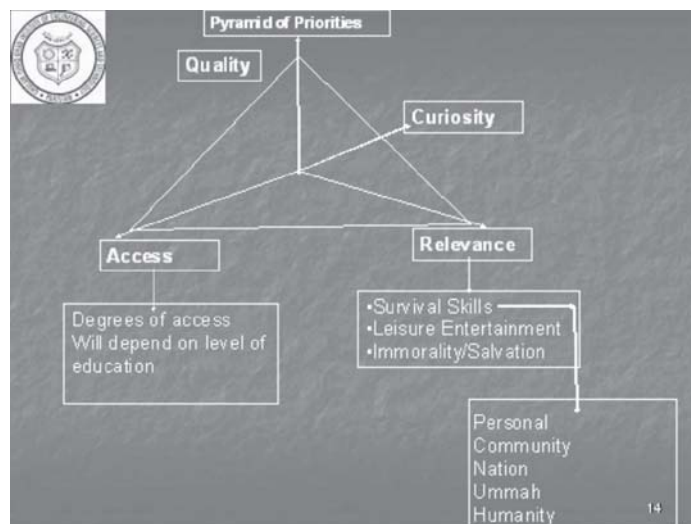 Pyramid of Priorities
Quality
Curiosity
Access
Relevance
Degrees of access
Will depend on level of
education
•Survival Skills
•Leisure Entertainment
•Immorality/Salvation
Personal
Community
Nation
Ummah
Humanity
14